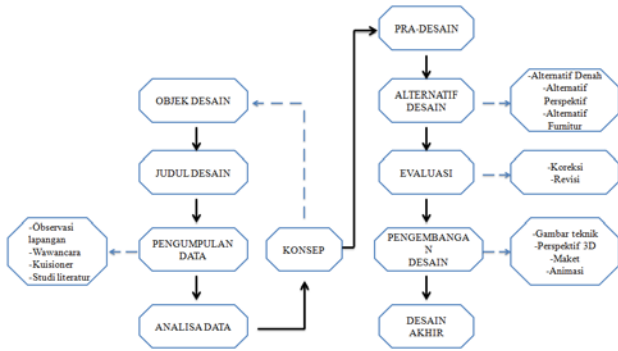 OBJEK DESAIN
JUDUL DESAIN
PENGUMPULAN
DATA
-Observasi
lapangan
-Wawancara
-Kuisioner
-Studi literatur
ANALISA DATA
KONSEP
PRA-DESAIN
ALTERNATIF
DESAIN
-Alternatif Denah
-Alternatif
Perspektif
-Alternatif
Furnitur
EVALUASI
-Koreksi
-Revisi
PENGEMBANGA
N
DESAIN
-Gambar teknik
-Perspektif 3D
-Maket
-Animasi
DESAIN
AKHIR